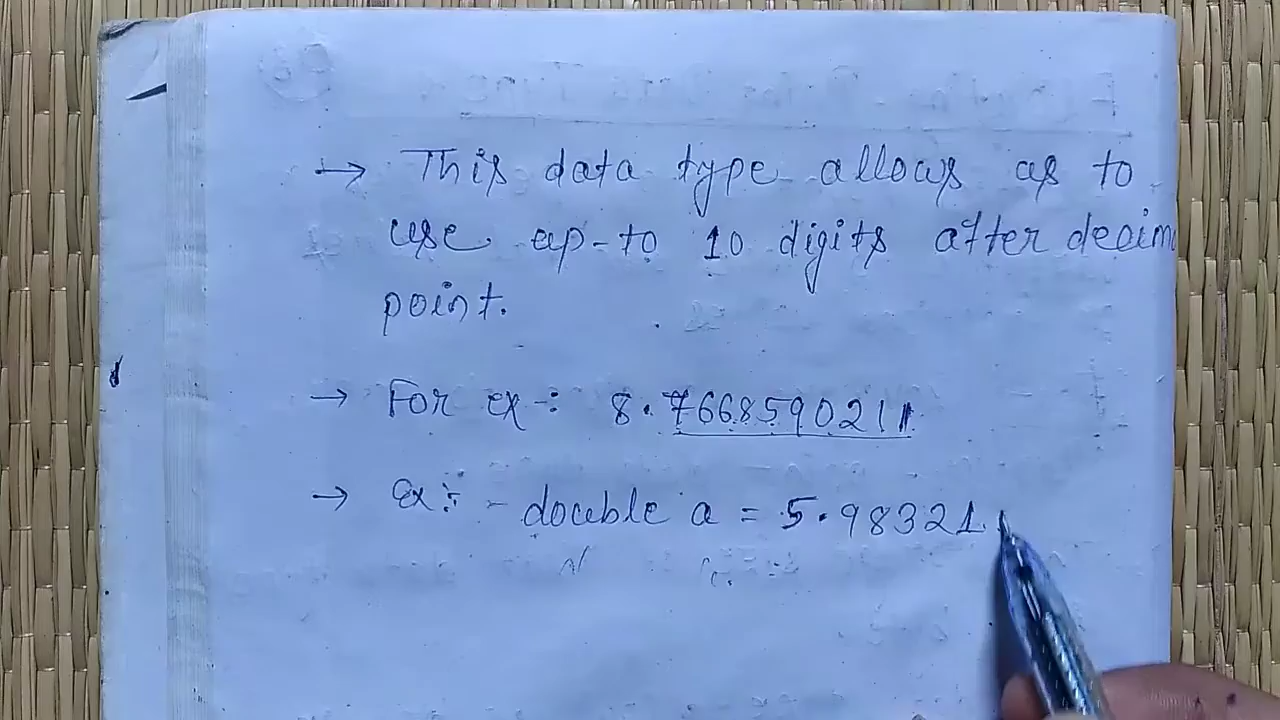 → This data type allows us to
use up-to 10 digits after decim
point.
→ For ex -: 8.7668590211
→ Ex :- - double a = 5.98321